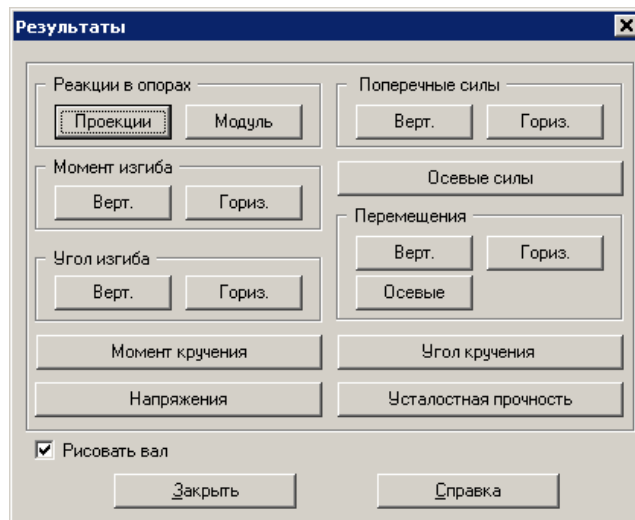 Результаты
Реакции в опорах
Проекции
Модуль
Поперечные силы
Верт.
Гориз.
Момент изгиба
Верт.
Гориз.
Осевые силы
Перемещения
Верт.
Гориз.
Осевые
Угол изгиба
Верт.
Гориз.
Момент кручения
Угол кручения
Напряжения
Усталостная прочность
Рисовать вал
Закрыть
Справка